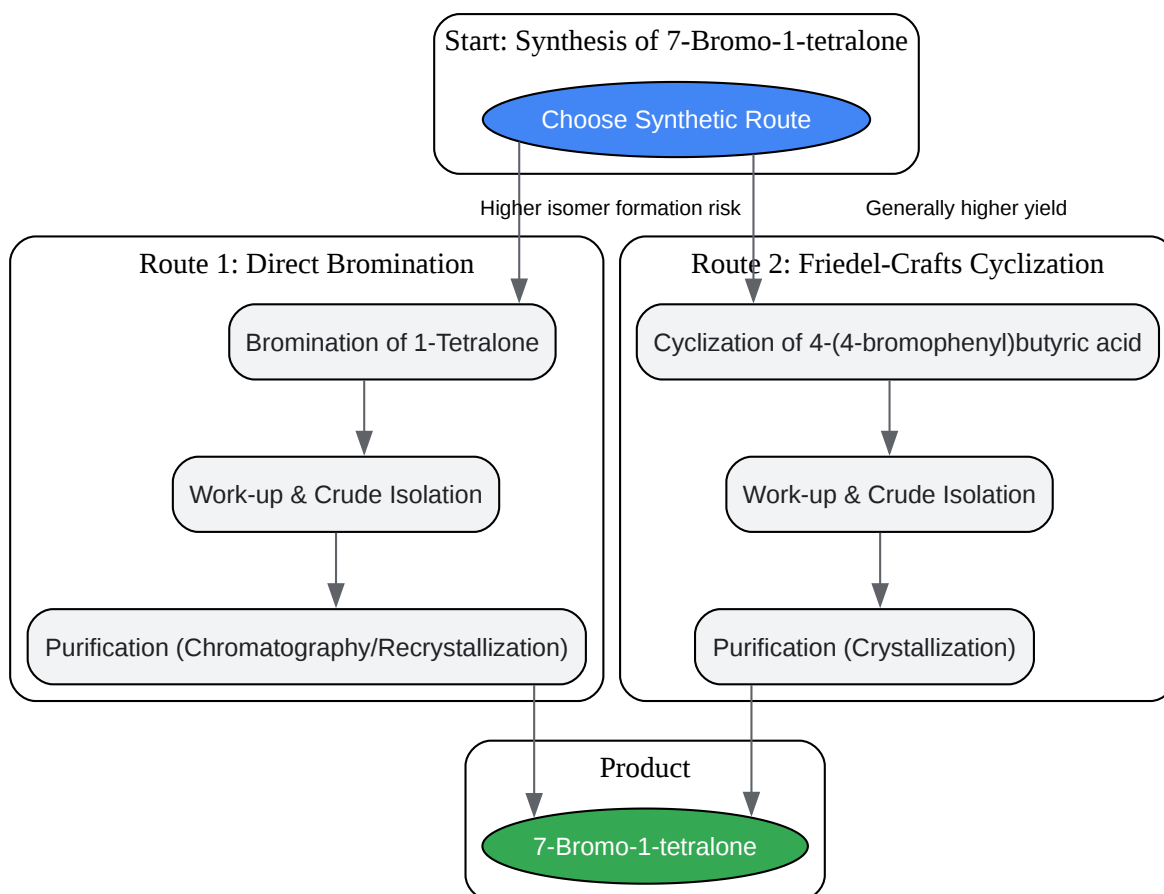 Start: Synthesis of 7-Bromo-1-tetralone
Choose Synthetic Route
Higher isomer formation risk
Generally higher yield
Route 1: Direct Bromination
Bromination of 1-Tetralone
Work-up & Crude Isolation
Purification (Chromatography/Recrystallization)
Route 2: Friedel-Crafts Cyclization
Cyclization of 4-(4-bromophenyl)butyric acid
Work-up & Crude Isolation
Purification (Crystallization)
Product
7-Bromo-1-tetralone